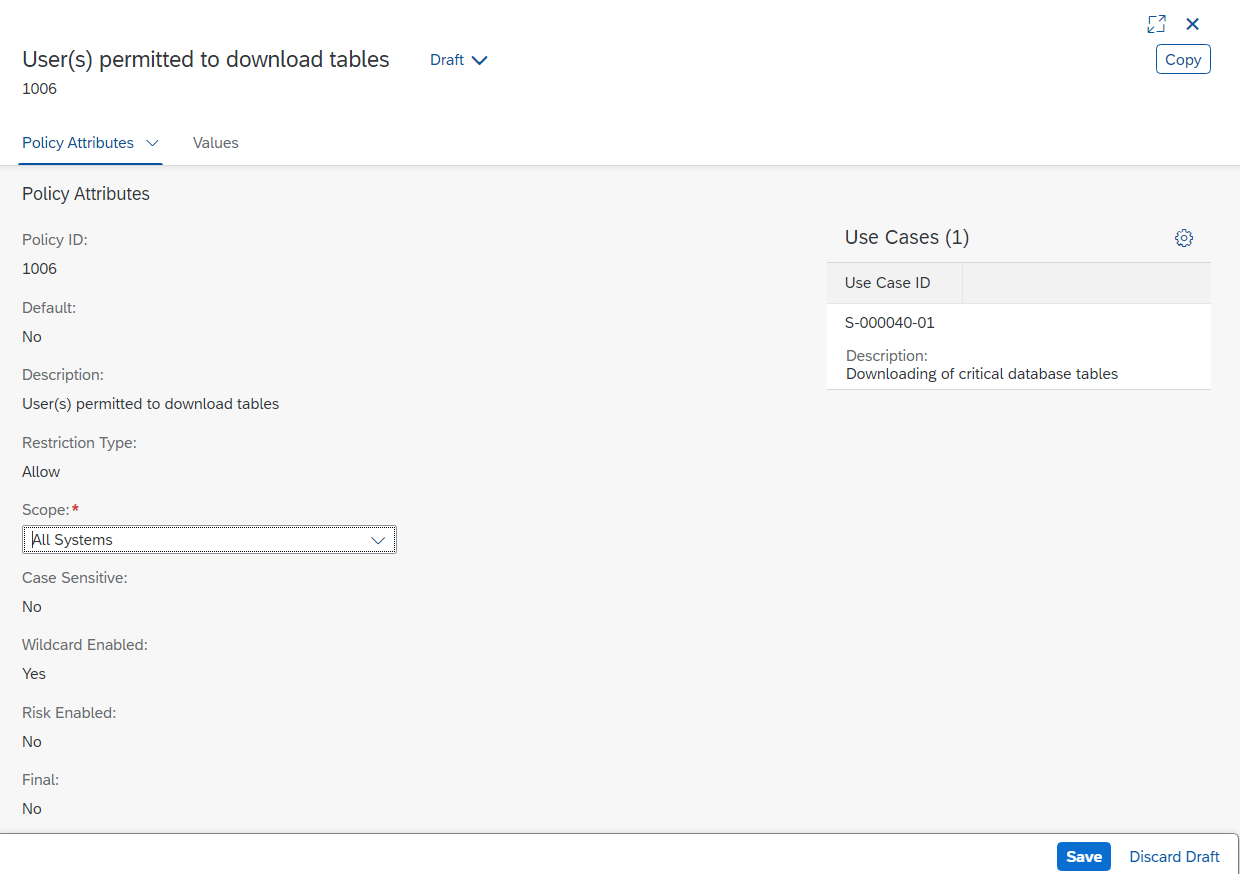 User(s) permitted to download tables
Draft
Copy
1006
Policy Attributes
Values
Policy Attributes
Policy ID:
1006
Default:
No
Description:
User(s) permitted to download tables
Restriction Type:
Allow
Scope:*
All Systems
Case Sensitive:
No
Wildcard Enabled:
Yes
Risk Enabled:
No
Final:
No
Use Cases (1)
Use Case ID
S-000040-01
Description:
Downloading of critical database tables
Save
Discard Draft